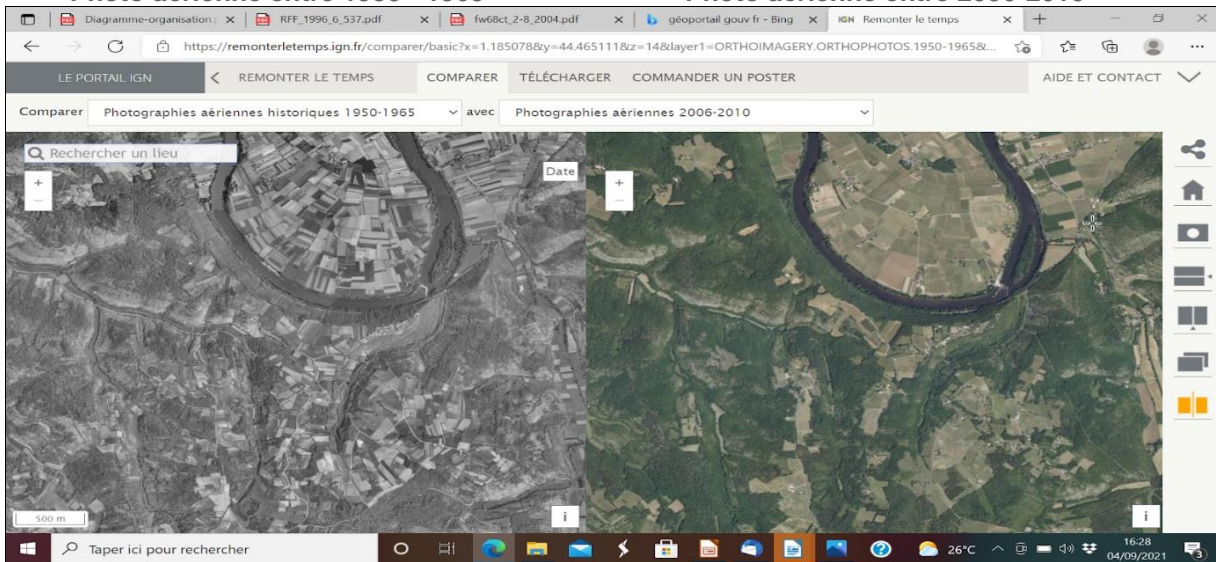 Diagramme-organisation. RFF_1996_6_537.pdf fw68ct_2-8_2004.pdf géoportail gouv fr - Bing IGN Remonter le temps
https://remonterletemps.ign.fr/comparer/basic?x=1.185078&y=44.465111&z=14&layer1=ORTHOIMAGERY.ORTHOPHOTOS.1950-1965&...
LE PORTAIL IGN REMONTER LE TEMPS COMPARER TÉLÉCHARGER COMMANDER UN POSTER AIDE ET CONTACT
Comparer Photographies aériennes historiques 1950-1965 avec Photographies aériennes 2006-2010
Rechercher un lieu
Date
500 m
i
i
Taper ici pour rechercher
26°C
16:28
04/09/2021
3